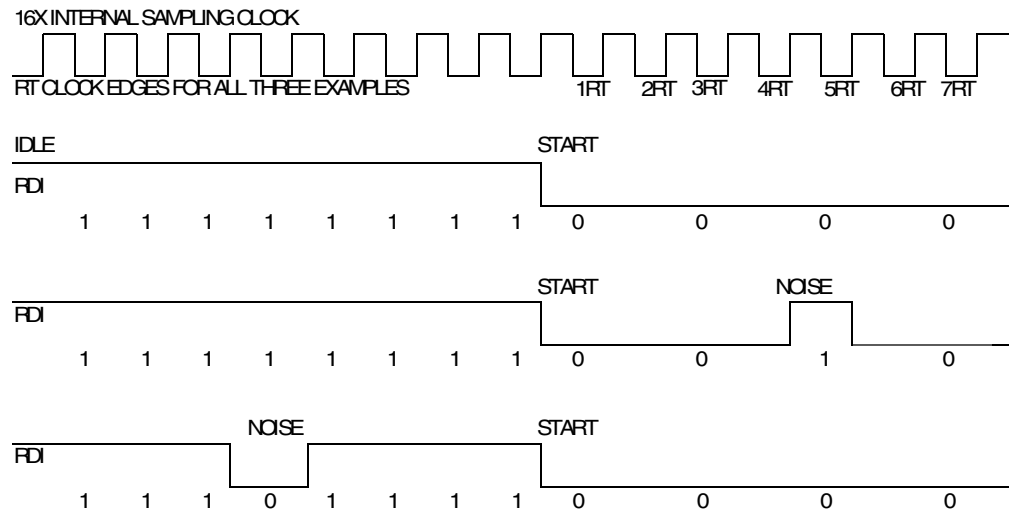 16X INTERNAL SAMPLING CLOCK
RT CLOCK EDGES FOR ALL THREE EXAMPLES 1RT 2RT 3RT 4RT 5RT 6RT 7RT
IDLE START
RDI
1 1 1 1 1 1 1 1 0 0 0 0
START NOISE
RDI
1 1 1 1 1 1 1 1 0 0 1 0
NOISE START
RDI
1 1 1 0 1 1 1 1 0 0 0 0